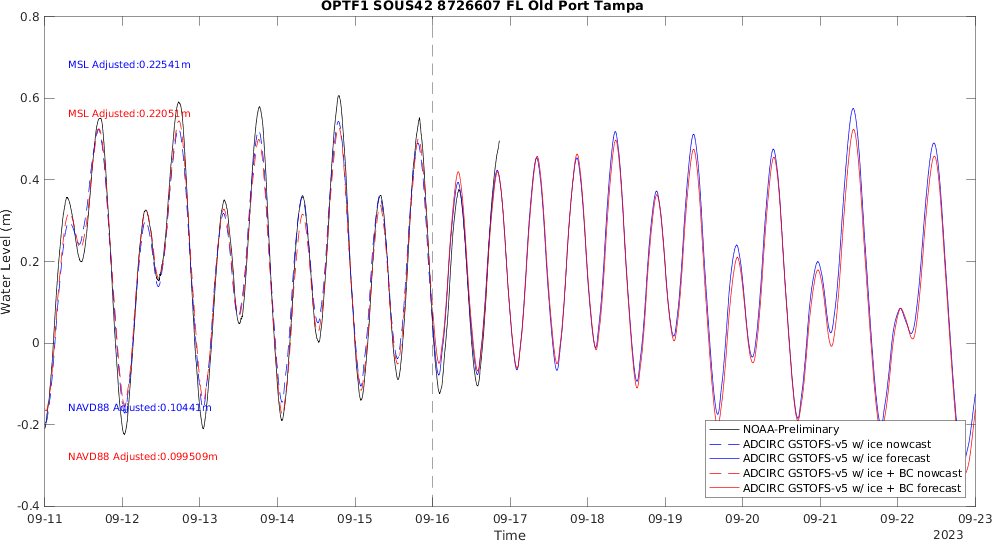 OPTF1 SOUS42 8726607 FL Old Port Tampa
0.8
0.6
0.4
0.2
0
-0.2
-0.4
Water Level (m)
MSL Adjusted:0.22541m
MSL Adjusted:0.22051m
NAVD88 Adjusted:0.10441m
NAVD88 Adjusted:0.099509m
NOAA-Preliminary
ADCIRC GSTOFS-v5 w/ ice nowcast
ADCIRC GSTOFS-v5 w/ ice forecast
ADCIRC GSTOFS-v5 w/ ice + BC nowcast
ADCIRC GSTOFS-v5 w/ ice + BC forecast
09-11 09-12 09-13 09-14 09-15 09-16 09-17 09-18 09-19 09-20 09-21 09-22 09-23
Time
2023